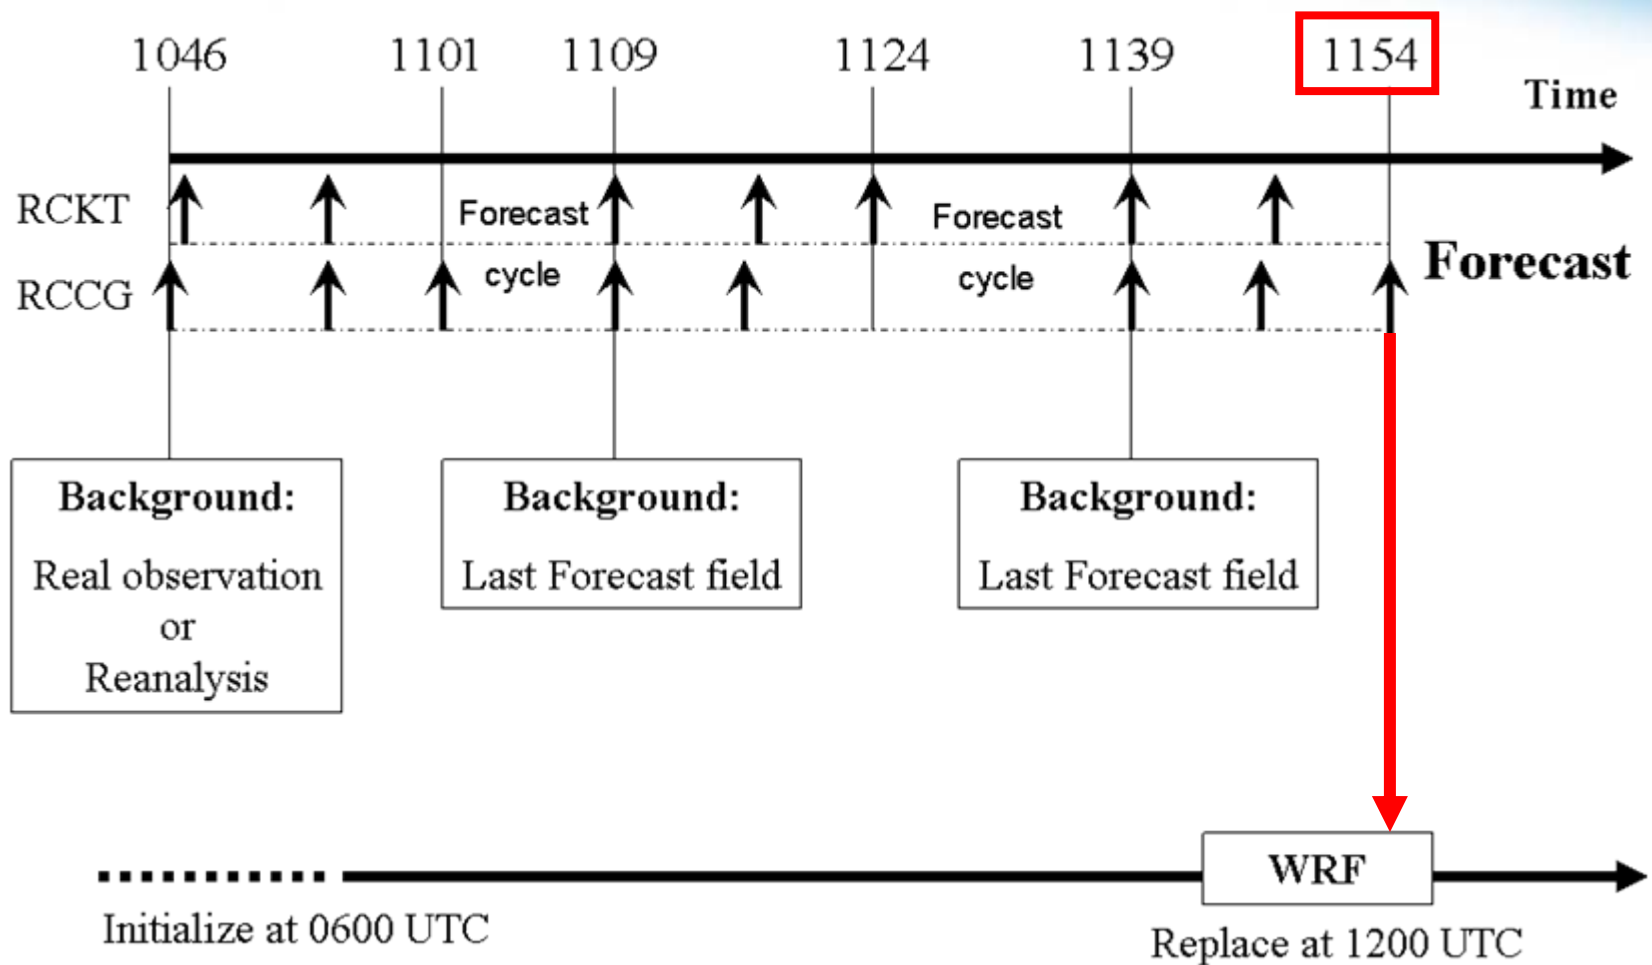 1046 1101 1109 1124 1139 1154
Time
RCKT Forecast Forecast
cycle cycle
RCCG
Forecast
Background:
Real observation
or
Reanalysis
Background:
Last Forecast field
Background:
Last Forecast field
WRF
Initialize at 0600 UTC
Replace at 1200 UTC